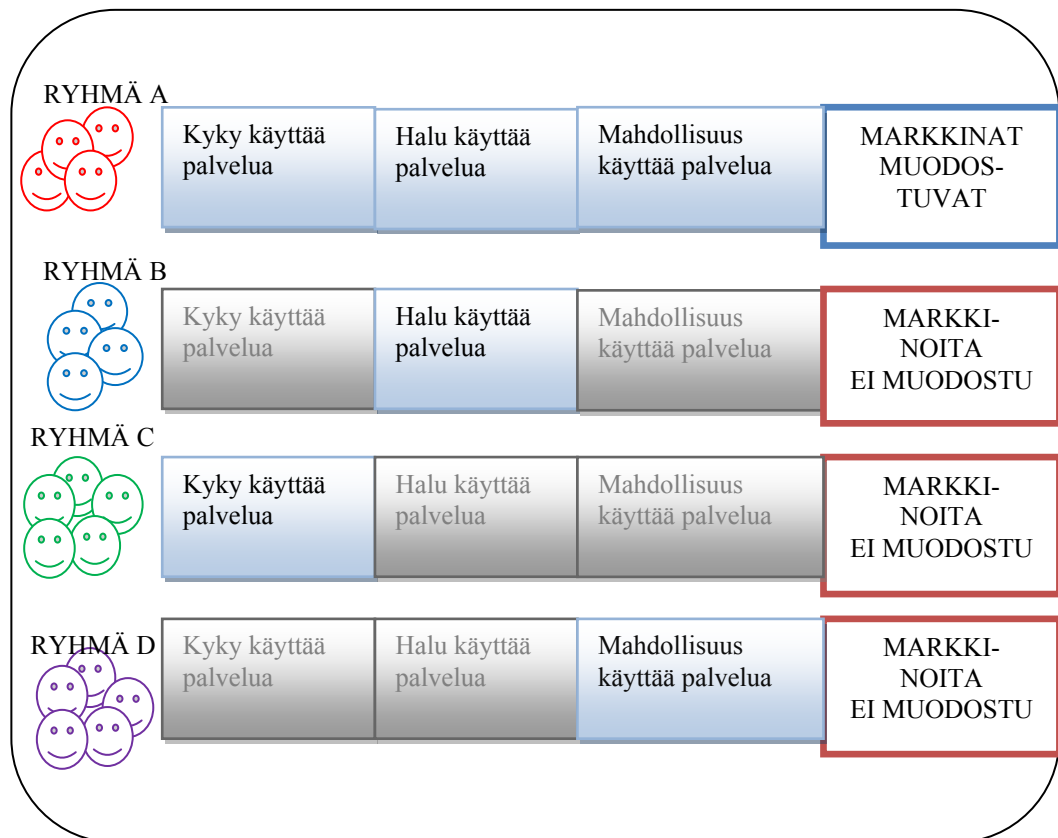 RYHMÄ A
Kyky käyttää
palvelua
Halu käyttää
palvelua
Mahdollisuus
käyttää palvelua
MARKKINAT
MUODOS-
TUVAT
RYHMÄ B
Kyky käyttää
palvelua
Halu käyttää
palvelua
Mahdollisuus
käyttää palvelua
MARKKI-
NOITA
EI MUODOSTU
RYHMÄ C
Kyky käyttää
palvelua
Halu käyttää
palvelua
Mahdollisuus
käyttää palvelua
MARKKI-
NOITA
EI MUODOSTU
RYHMÄ D
Kyky käyttää
palvelua
Halu käyttää
palvelua
Mahdollisuus
käyttää palvelua
MARKKI-
NOITA
EI MUODOSTU